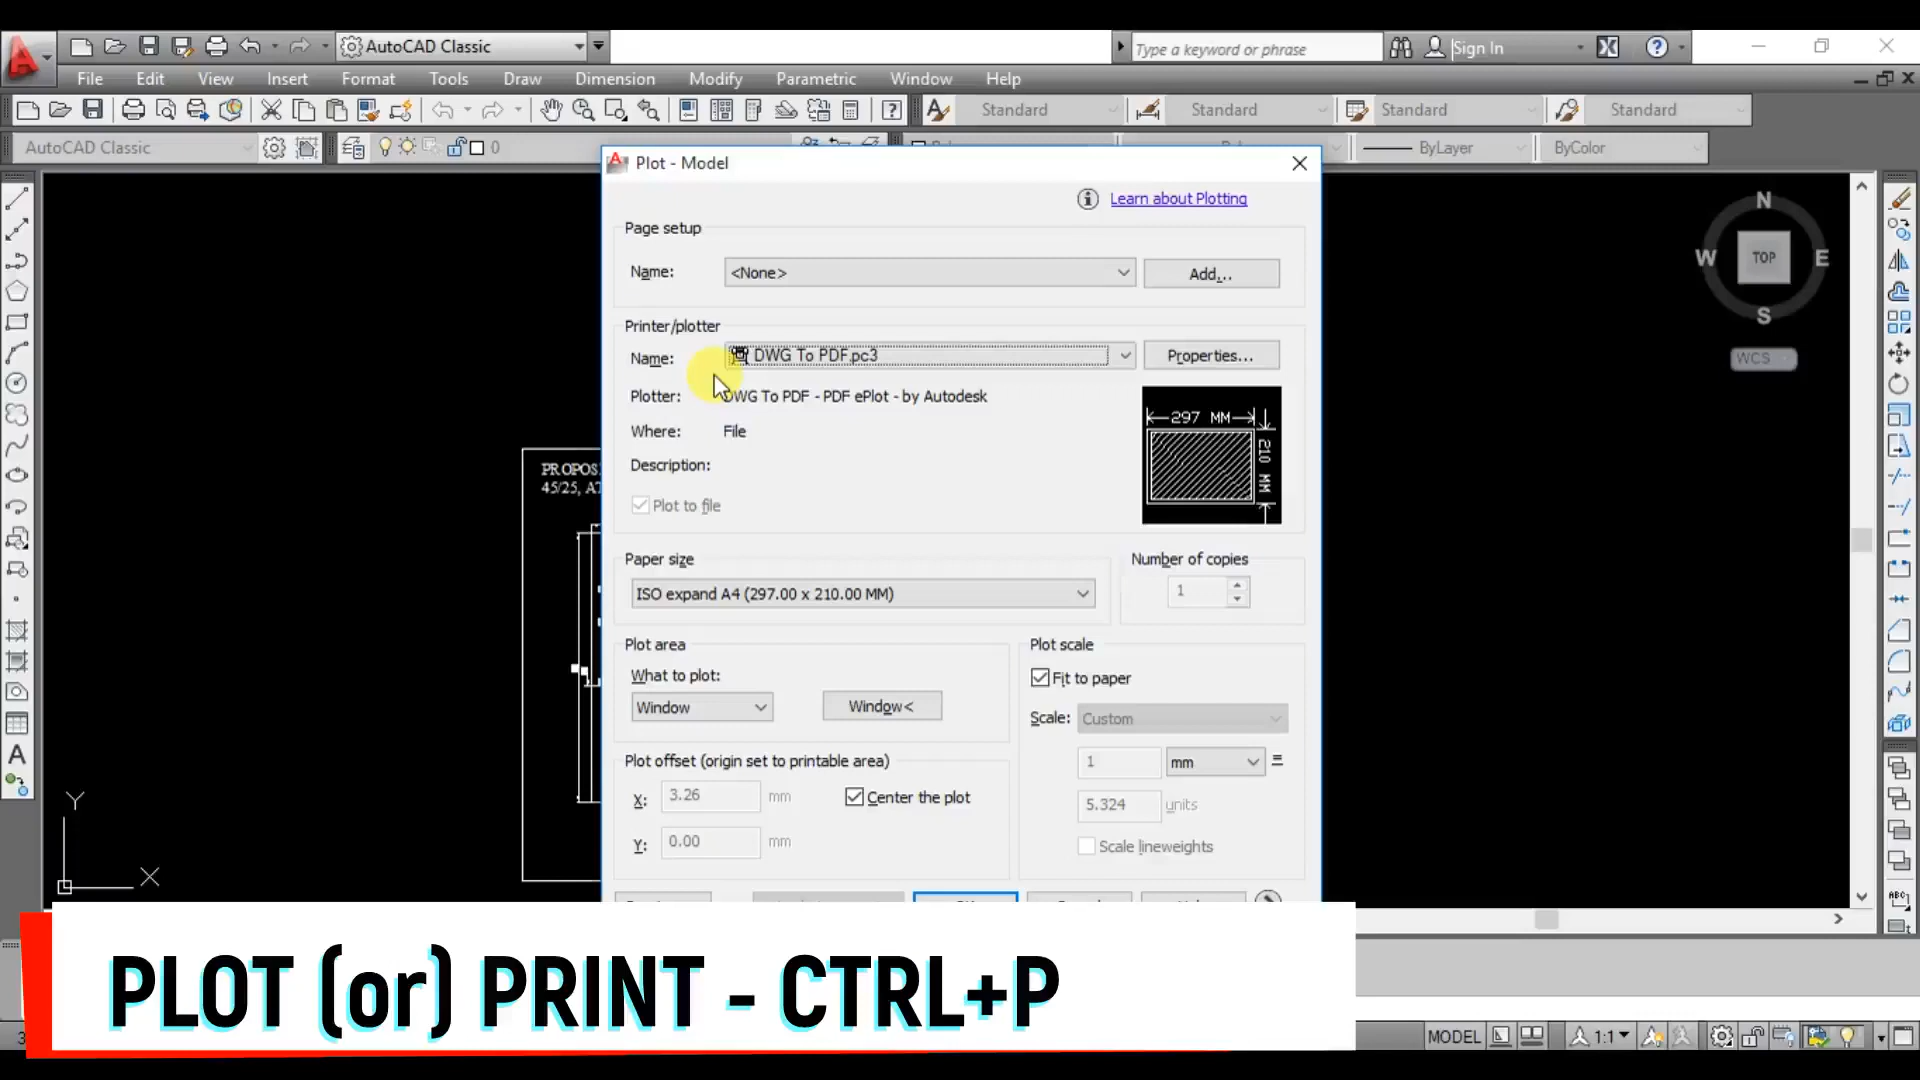 AutoCAD Classic
Type a keyword or phrase
Sign In
File Edit View Insert Format Tools Draw Dimension Modify Parametric Window Help
Standard Standard Standard Standard
AutoCAD Classic
0
ByLayer
ByColor
Plot - Model
Learn about Plotting
Page setup
Name: <None> Add...
Printer/plotter
Name: DWG To PDF.pc3 Properties...
Plotter: DWG To PDF - PDF ePlot - by Autodesk
Where: File
Description:
Plot to file
297 MM
210 MM
Paper size
ISO expand A4 (297.00 x 210.00 MM)
Number of copies
1
Plot area
What to plot:
Window Window<
Plot scale
Fit to paper
Scale: Custom
1 mm =
5.324 units
Scale lineweights
Plot offset (origin set to printable area)
X: 3.26 mm Center the plot
Y: 0.00 mm
45/25,
N
W TOP E
S
WCS
Y
X
A
ABC
PLOT (or) PRINT - CTRL+P
MODEL 1:1